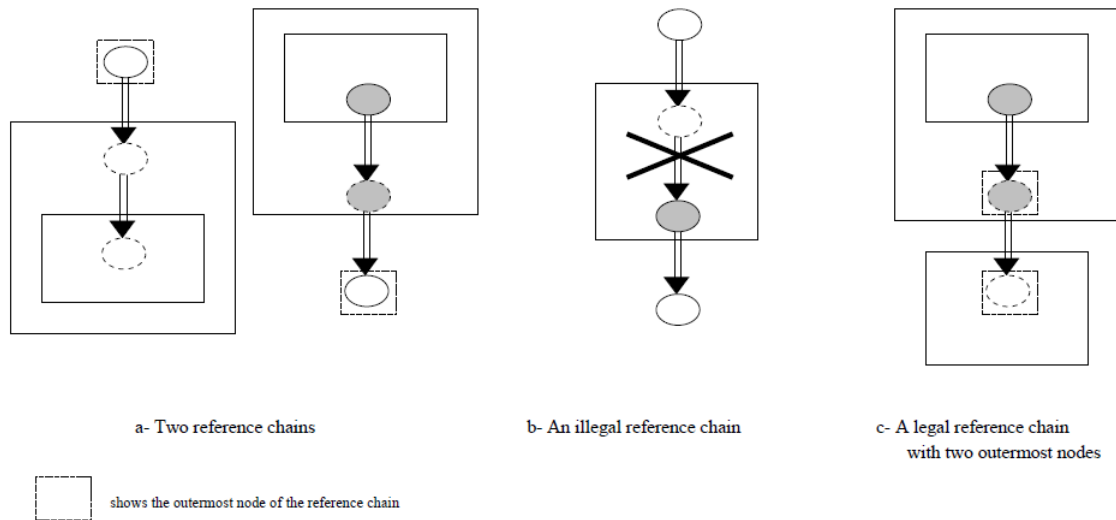 a- Two reference chains
b- An illegal reference chain
c- A legal reference chain
with two outermost nodes
shows the outermost node of the reference chain